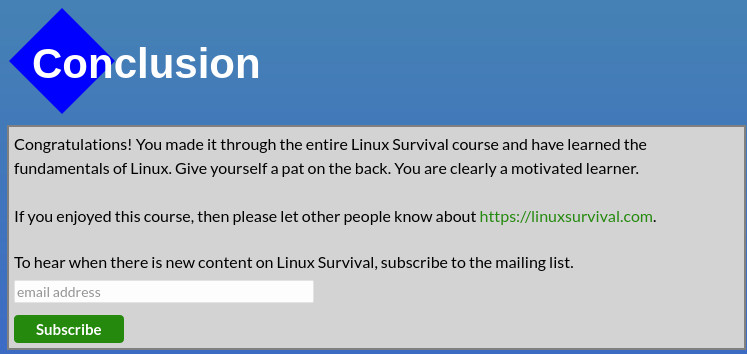 Conclusion
Congratulations! You made it through the entire Linux Survival course and have learned the
fundamentals of Linux. Give yourself a pat on the back. You are clearly a motivated learner.
If you enjoyed this course, then please let other people know about https://linuxsurvival.com.
To hear when there is new content on Linux Survival, subscribe to the mailing list.
email address
Subscribe